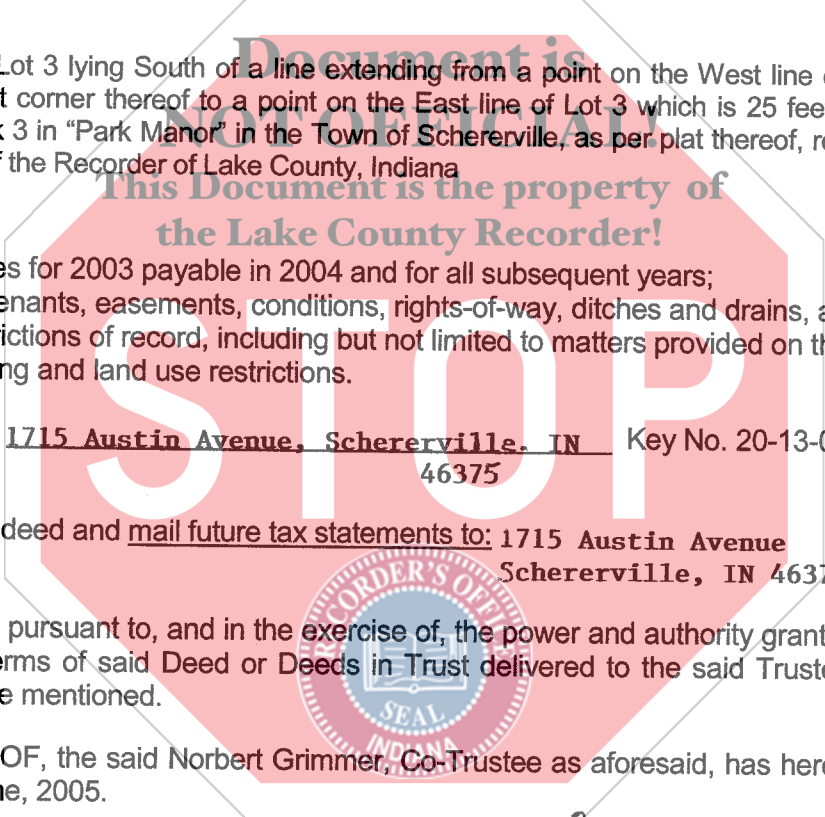 Document is
Lot 3 lying South of a line extending from a point on the West line
t corner thereof to a point on the East line of Lot 3 which is 25 fee
NOT OFFICIAL!
3 in "Park Manor" in the Town of Schererville, as per plat thereof, r
f the Recorder of Lake County, Indiana
This Document is the property of
the Lake County Recorder!
es for 2003 payable in 2004 and for all subsequent years;
enants, easements, conditions, rights-of-way, ditches and drains, a
ictions of record, including but not limited to matters provided on th
ng and land use restrictions.
STOP
1715 Austin Avenue, Schererville, IN Key No. 20-13-0
46375
deed and mail future tax statements to: 1715 Austin Avenue
Schererville, IN 4637
RECORDER'S OFFICE
pursuant to, and in the exercise of, the power and authority grant
erms of said Deed or Deeds in Trust delivered to the said Truste
e mentioned.
SEAL
INDIANA
OF, the said Norbert Grimmer, Co-Trustee as aforesaid, has her
ne, 2005.